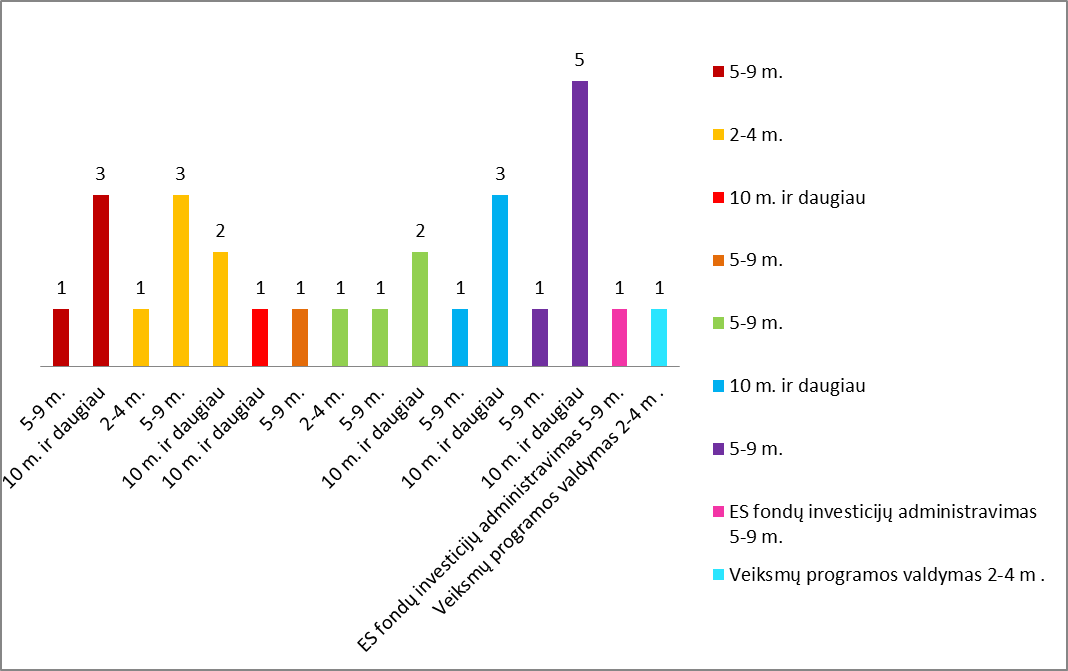 5
3
3
3
2
2
1
1
1
1
1
1
1
1
1
1
5-9 m.
10 m. ir daugiau
2-4 m.
5-9 m.
10 m. ir daugiau
10 m. ir daugiau
5-9 m.
2-4 m.
5-9 m.
10 m. ir daugiau
5-9 m.
10 m. ir daugiau
5-9 m.
10 m. ir daugiau
ES fondų investicijų administravimas 5-9 m.
Veiksmų programos valdymas 2-4 m .
5-9 m.
2-4 m.
10 m. ir daugiau
5-9 m.
5-9 m.
10 m. ir daugiau
5-9 m.
ES fondų investicijų administravimas
5-9 m.
Veiksmų programos valdymas 2-4 m .